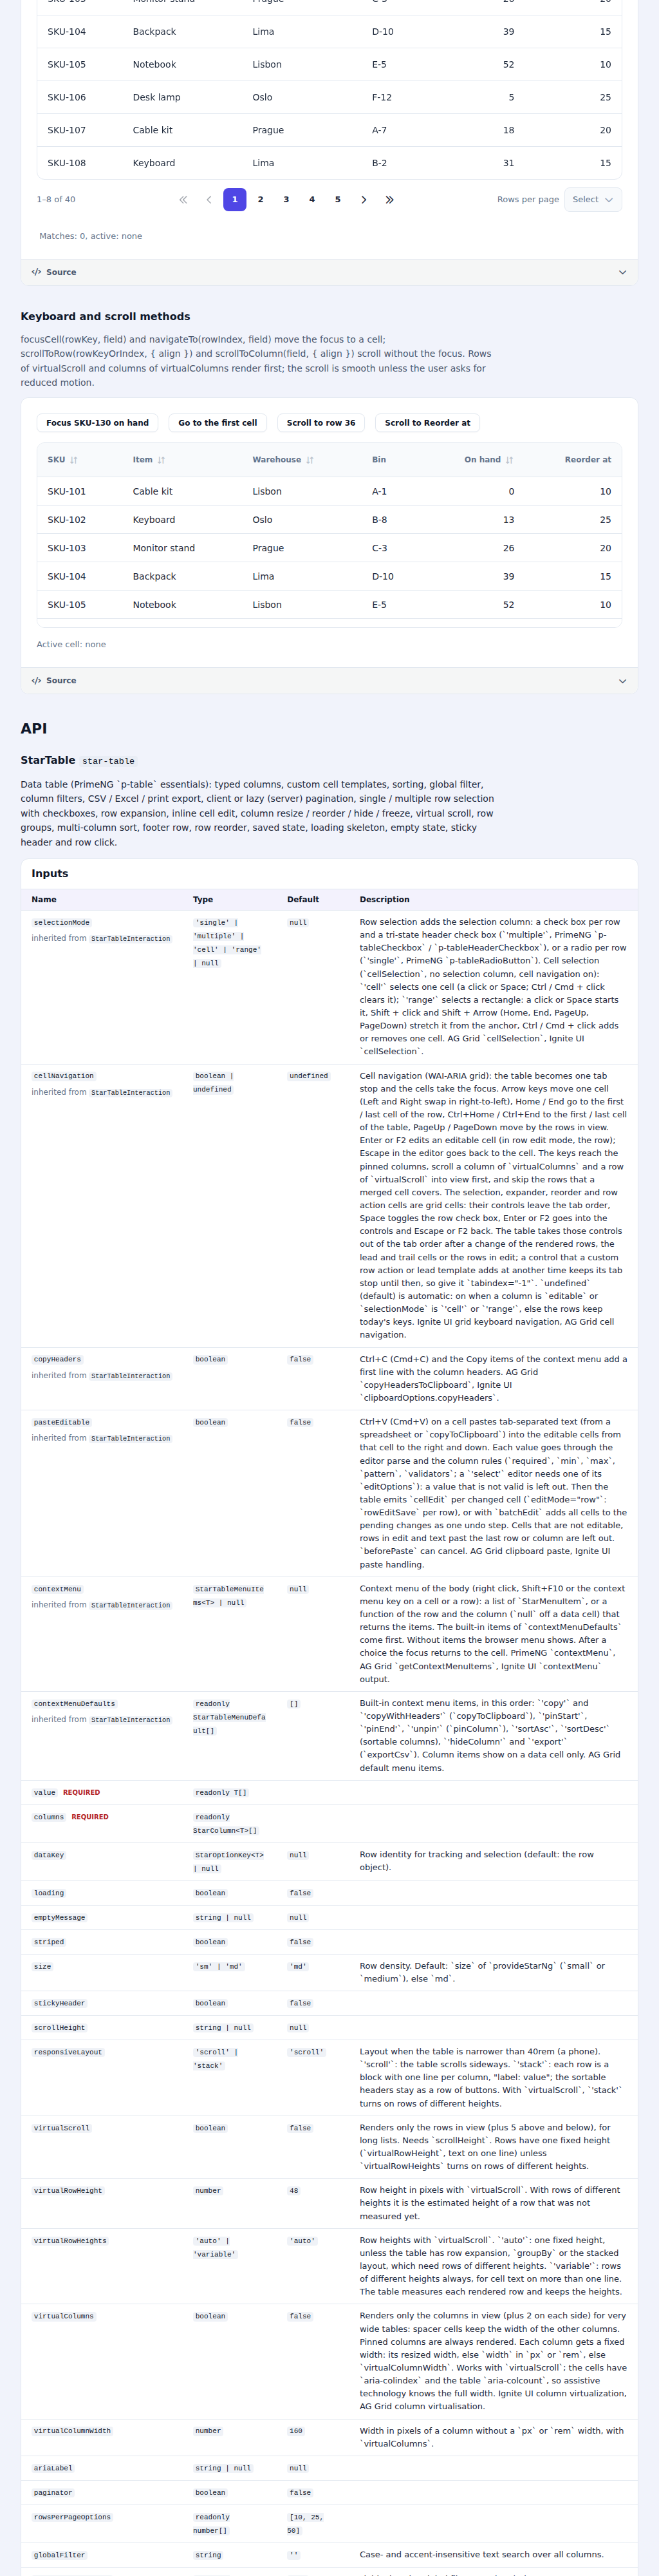 SKU-104 Backpack Lima D-10 39 15
SKU-105 Notebook Lisbon E-5 52 10
SKU-106 Desk lamp Oslo F-12 5 25
SKU-107 Cable kit Prague A-7 18 20
SKU-108 Keyboard Lima B-2 31 15
1–8 of 40 1 2 3 4 5 Rows per page Select
Matches: 0, active: none
Source
Keyboard and scroll methods
focusCell(rowKey, field) and navigateTo(rowIndex, field) move the focus to a cell;
scrollToRow(rowKeyOrIndex, { align }) and scrollToColumn(field, { align }) scroll without the focus. Rows
of virtualScroll and columns of virtualColumns render first; the scroll is smooth unless the user asks for
reduced motion.
Focus SKU-130 on hand Go to the first cell Scroll to row 36 Scroll to Reorder at
SKU Item Warehouse Bin On hand Reorder at
SKU-101 Cable kit Lisbon A-1 0 10
SKU-102 Keyboard Oslo B-8 13 25
SKU-103 Monitor stand Prague C-3 26 20
SKU-104 Backpack Lima D-10 39 15
SKU-105 Notebook Lisbon E-5 52 10
Active cell: none
Source
API
StarTable star-table
Data table (PrimeNG `p-table` essentials): typed columns, custom cell templates, sorting, global filter,
column filters, CSV / Excel / print export, client or lazy (server) pagination, single / multiple row selection
with checkboxes, row expansion, inline cell edit, column resize / reorder / hide / freeze, virtual scroll, row
groups, multi-column sort, footer row, row reorder, saved state, loading skeleton, empty state, sticky
header and row click.
Inputs
Name Type Default Description
selectionMode
inherited from StarTableInteraction
'single' |
'multiple' |
'cell' | 'range'
| null
null
Row selection adds the selection column: a check box per row
and a tri-state header check box (`'multiple'`, PrimeNG `p-
tableCheckbox` / `p-tableHeaderCheckbox`), or a radio per row
(`'single'`, PrimeNG `p-tableRadioButton`). Cell selection
(`cellSelection`, no selection column, cell navigation on):
`'cell'` selects one cell (a click or Space; Ctrl / Cmd + click
clears it); `'range'` selects a rectangle: a click or Space starts
it, Shift + click and Shift + Arrow (Home, End, PageUp,
PageDown) stretch it from the anchor, Ctrl / Cmd + click adds
or removes one cell. AG Grid `cellSelection`, Ignite UI
`cellSelection`.
cellNavigation
inherited from StarTableInteraction
boolean |
undefined
undefined
Cell navigation (WAI-ARIA grid): the table becomes one tab
stop and the cells take the focus. Arrow keys move one cell
(Left and Right swap in right-to-left), Home / End go to the first
/ last cell of the row, Ctrl+Home / Ctrl+End to the first / last cell
of the table, PageUp / PageDown move by the rows in view.
Enter or F2 edits an editable cell (in row edit mode, the row);
Escape in the editor goes back to the cell. The keys reach the
pinned columns, scroll a column of `virtualColumns` and a row
of `virtualScroll` into view first, and skip the rows that a
merged cell covers. The selection, expander, reorder and row
action cells are grid cells: their controls leave the tab order,
Space toggles the row check box, Enter or F2 goes into the
controls and Escape or F2 back. The table takes those controls
out of the tab order after a change of the rendered rows, the
lead and trail cells or the rows in edit; a control that a custom
row action or lead template adds at another time keeps its tab
stop until then, so give it `tabindex="-1"`. `undefined`
(default) is automatic: on when a column is `editable` or
`selectionMode` is `'cell'` or `'range'`, else the rows keep
today's keys. Ignite UI grid keyboard navigation, AG Grid cell
navigation.
copyHeaders
inherited from StarTableInteraction
boolean
false
Ctrl+C (Cmd+C) and the Copy items of the context menu add a
first line with the column headers. AG Grid
`copyHeadersToClipboard`, Ignite UI
`clipboardOptions.copyHeaders`.
pasteEditable
inherited from StarTableInteraction
boolean
false
Ctrl+V (Cmd+V) on a cell pastes tab-separated text (from a
spreadsheet or `copyToClipboard`) into the editable cells from
that cell to the right and down. Each value goes through the
editor parse and the column rules (`required`, `min`, `max`,
`pattern`, `validators`; a `'select'` editor needs one of its
`editOptions`): a value that is not valid is left out. Then the
table emits `cellEdit` per changed cell (`editMode="row"`:
`rowEditSave` per row), or with `batchEdit` adds all cells to the
pending changes as one undo step. Cells that are not editable,
rows in edit and text past the last row or column are left out.
`beforePaste` can cancel. AG Grid clipboard paste, Ignite UI
paste handling.
contextMenu
inherited from StarTableInteraction
StarTableMenuIte
ms<T> | null
null
Context menu of the body (right click, Shift+F10 or the context
menu key on a cell or a row): a list of `StarMenuItem`, or a
function of the row and the column (`null` off a data cell) that
returns the items. The built-in items of `contextMenuDefaults`
come first. Without items the browser menu shows. After a
choice the focus returns to the cell. PrimeNG `contextMenu`,
AG Grid `getContextMenuItems`, Ignite UI `contextMenu`
output.
contextMenuDefaults
inherited from StarTableInteraction
readonly
StarTableMenuDefa
ult[]
[]
Built-in context menu items, in this order: `'copy'` and
`'copyWithHeaders'` (`copyToClipboard`), `'pinStart'`,
`'pinEnd'`, `'unpin'` (`pinColumn`), `'sortAsc'`, `'sortDesc'`
(sortable columns), `'hideColumn'` and `'export'`
(`exportCsv`). Column items show on a data cell only. AG Grid
default menu items.
value REQUIRED readonly T[]
columns REQUIRED
readonly
StarColumn<T>[]
dataKey
StarOptionKey<T>
| null
null
Row identity for tracking and selection (default: the row
object).
loading boolean false
emptyMessage string | null null
striped boolean false
size 'sm' | 'md' 'md'
Row density. Default: `size` of `provideStarNg` (`small` or
`medium`), else `md`.
stickyHeader boolean false
scrollHeight string | null null
responsiveLayout
'scroll' |
'stack'
'scroll'
Layout when the table is narrower than 40rem (a phone).
`'scroll'`: the table scrolls sideways. `'stack'`: each row is a
block with one line per column, "label: value"; the sortable
headers stay as a row of buttons. With `virtualScroll`, `'stack'`
turns on rows of different heights.
virtualScroll boolean false
Renders only the rows in view (plus 5 above and below), for
long lists. Needs `scrollHeight`. Rows have one fixed height
(`virtualRowHeight`, text on one line) unless
`virtualRowHeights` turns on rows of different heights.
virtualRowHeight number 48
Row height in pixels with `virtualScroll`. With rows of different
heights it is the estimated height of a row that was not
measured yet.
virtualRowHeights
'auto' |
'variable'
'auto'
Row heights with `virtualScroll`. `'auto'`: one fixed height,
unless the table has row expansion, `groupBy` or the stacked
layout, which need rows of different heights. `'variable'`: rows
of different heights always, for cell text on more than one line.
The table measures each rendered row and keeps the heights.
virtualColumns boolean false
Renders only the columns in view (plus 2 on each side) for very
wide tables: spacer cells keep the width of the other columns.
Pinned columns are always rendered. Each column gets a fixed
width: its resized width, else `width` in `px` or `rem`, else
`virtualColumnWidth`. Works with `virtualScroll`; the cells have
`aria-colindex` and the table `aria-colcount`, so assistive
technology knows the full width. Ignite UI column virtualization,
AG Grid column virtualisation.
virtualColumnWidth number 160
Width in pixels of a column without a `px` or `rem` width, with
`virtualColumns`.
ariaLabel string | null null
paginator boolean false
rowsPerPageOptions
readonly
number[]
[10, 25,
50]
globalFilter string '' Case- and accent-insensitive text search over all columns.